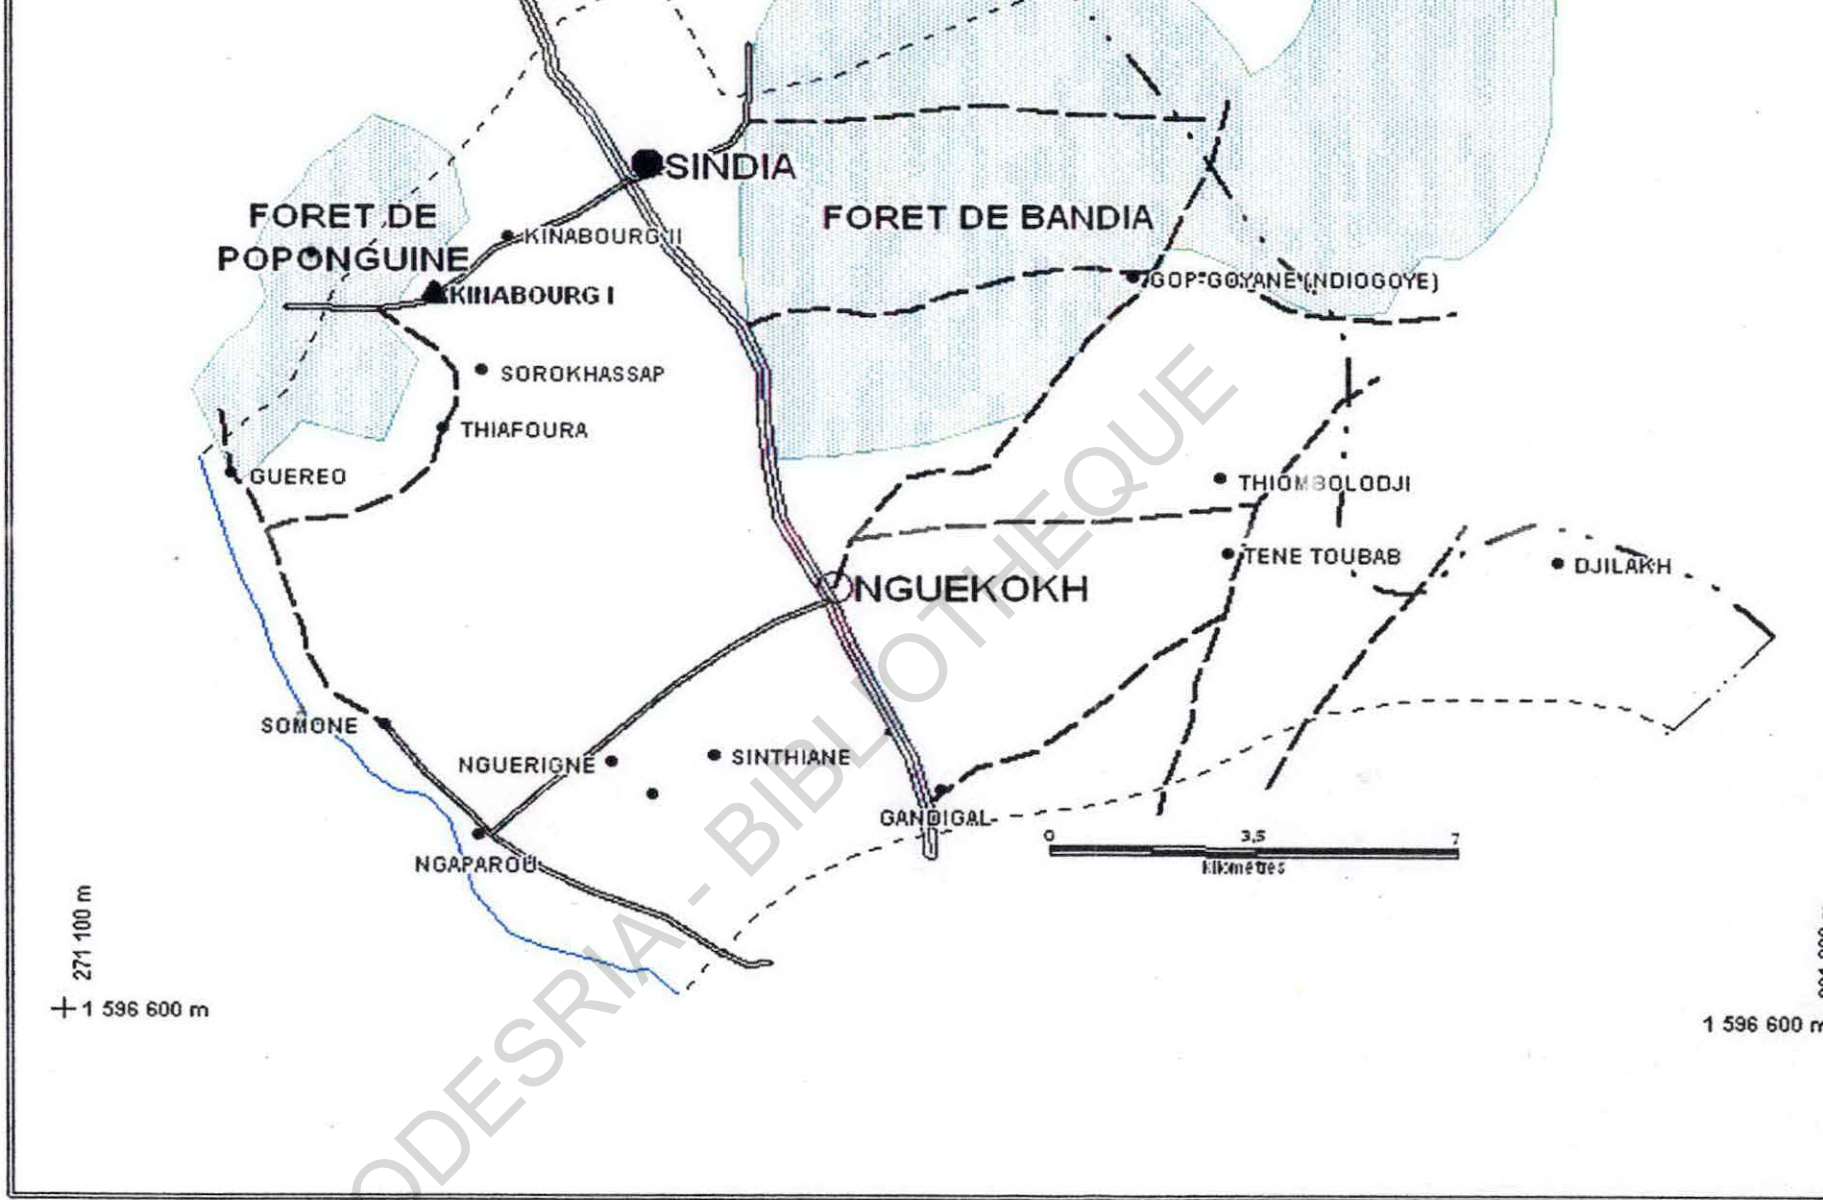 SINDIA
FORET DE
POPONGUINE
FORET DE BANDIA
KINABOURG II
GOP-GOYANE (NDIOGOYE)
KINABOURG I
SOROKHASSAP
THIAFOURA
GUEREO
THIOMBOLODJI
TENE TOUBAB
DJILAKH
NGUEKOKH
SOMONE
NGUERIGNE
SINTHIANE
GANDIGAL
0 3,5 7
Kilomètres
NGAPAROU
271 100 m
1 596 600 m
1 596 600 m
ODESRIA - BIBLIOTHEQUE